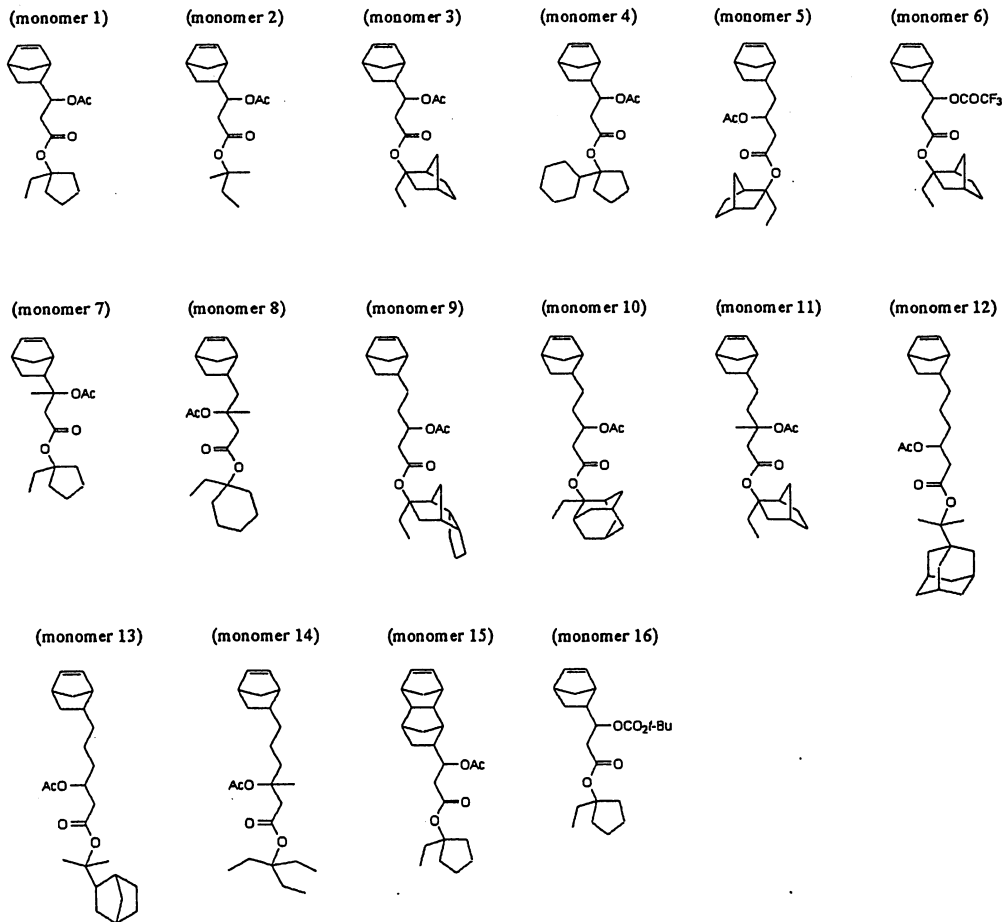 (monomer 1) (monomer 2) (monomer 3) (monomer 4) (monomer 5) (monomer 6)
OAc OAc OAc OAc AcO OCOCF3
O O O O O O
O O O O O O
(monomer 7) (monomer 8) (monomer 9) (monomer 10) (monomer 11) (monomer 12)
OAc AcO OAc OAc OAc AcO
O O O O O O
O O O O O O
(monomer 13) (monomer 14) (monomer 15) (monomer 16)
AcO AcO OAc OCO2t-Bu
O O O O
O O O O